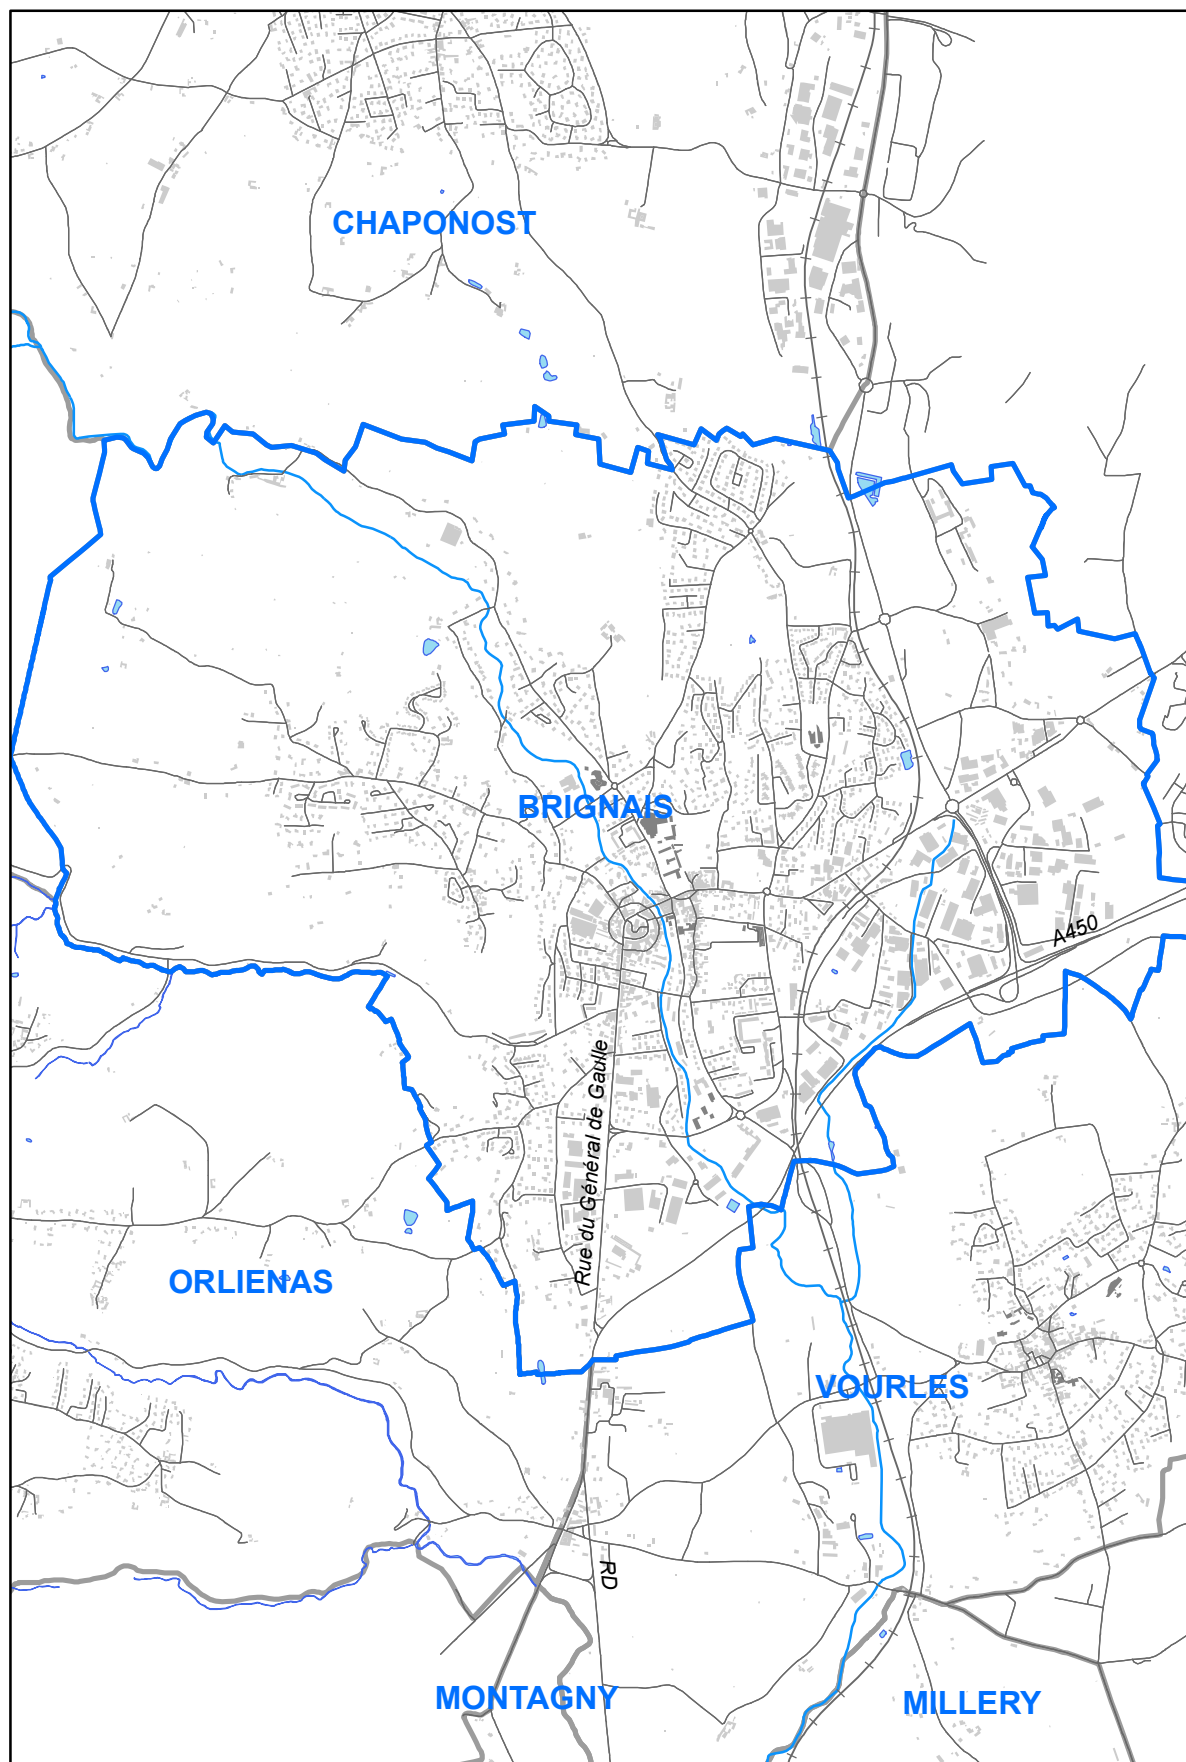 CHAPONOST
BRIGNAIS
A450
Rue du Général de Gaulle
ORLIENAS
VOURLES
RD
MONTAGNY
MILLERY